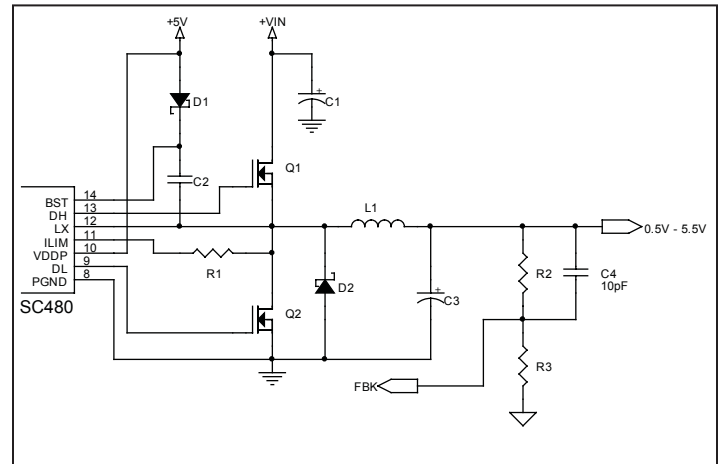 +5V
+VIN
D1
C1
+
Q1
C2
BST 14
DH 13
LX 12
ILIM 11
VDDP 10
DL 9
PGND 8
SC480
R1
L1
0.5V - 5.5V
R2
C4
10pF
D2
+
C3
Q2
FBK
R3